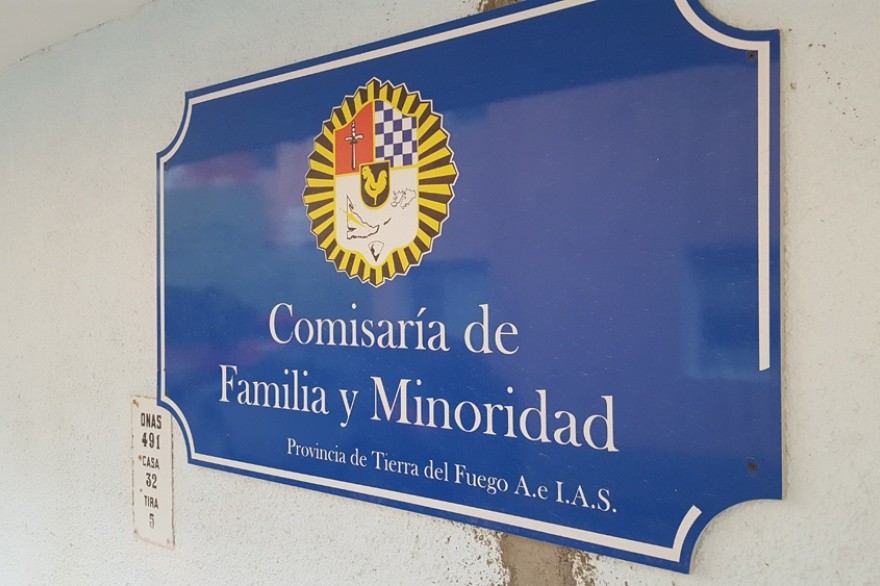 Comisaría de
Familia y Minoridad
Provincia de Tierra del Fuego A.e I.A.S.
ONAS
491
CASA
32
TIRA
5